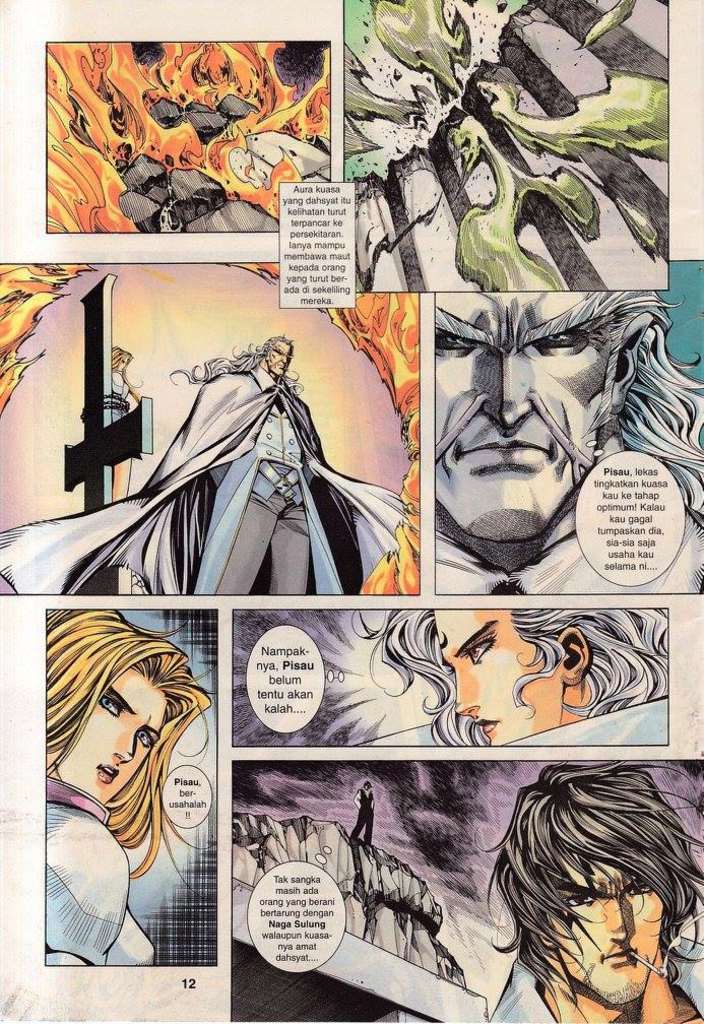 Aura kuasa
yang dahsyat itu
kelihatan turut
terpancar ke
persekitaran.
Ianya mampu
membawa maut
kepada orang
yang turut ber-
ada di sekeliling
mereka.
Pisau, lekas
tingkatkan kuasa
kau ke tahap
optimum! Kalau
kau gagal
tumpaskan dia,
sia-sia saja
usaha kau
selama ni....
Nampak-
nya, Pisau
belum
tentu akan
kalah....
Pisau,
ber-
usahalah
!!
Tak sangka
masih ada
orang yang berani
bertarung dengan
Naga Sulung
walaupun kuasa-
nya amat
dahsyat....
12